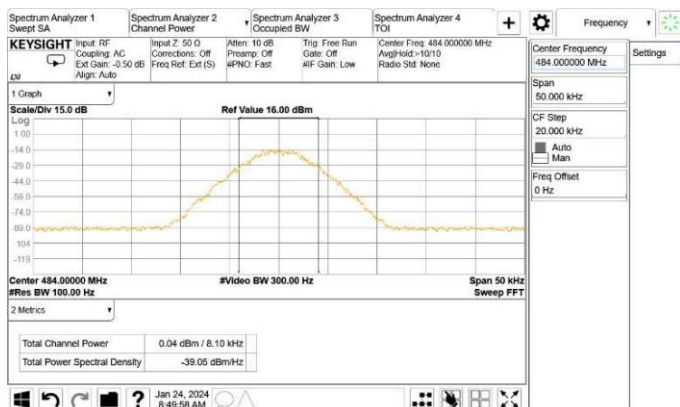 Spectrum Analyzer 1
Swept SA
Spectrum Analyzer 2
Channel Power
Spectrum Analyzer 3
Occupied BW
Spectrum Analyzer 4
TOI
+
Frequency
KEYSIGHT
Input: RF
Coupling: AC
Ext Gain: -0.50 dB
Align: Auto
Input Z: 50 Ω
Corrections: Off
Freq Ref: Ext (S)
Atten: 10 dB
Preamp: Off
#PNO: Fast
Trig: Free Run
Gate: Off
#IF Gain: Low
Center Freq: 484.000000 MHz
Avg|Hold:>10/10
Radio Std: None
Center Frequency
484.000000 MHz
Settings
Span
50.000 kHz
CF Step
20.000 kHz
Auto
Man
Freq Offset
0 Hz
1 Graph
Scale/Div 15.0 dB
Ref Value 16.00 dBm
Log
1.00
-14.0
-29.0
-44.0
-59.0
-74.0
-89.0
-104
-119
Center 484.00000 MHz
#Video BW 300.00 Hz
Span 50 kHz
#Res BW 100.00 Hz
Sweep FFT
2 Metrics
Total Channel Power 0.04 dBm / 8.10 kHz
Total Power Spectral Density -39.05 dBm/Hz
?
Jan 24, 2024
8:49:58 AM